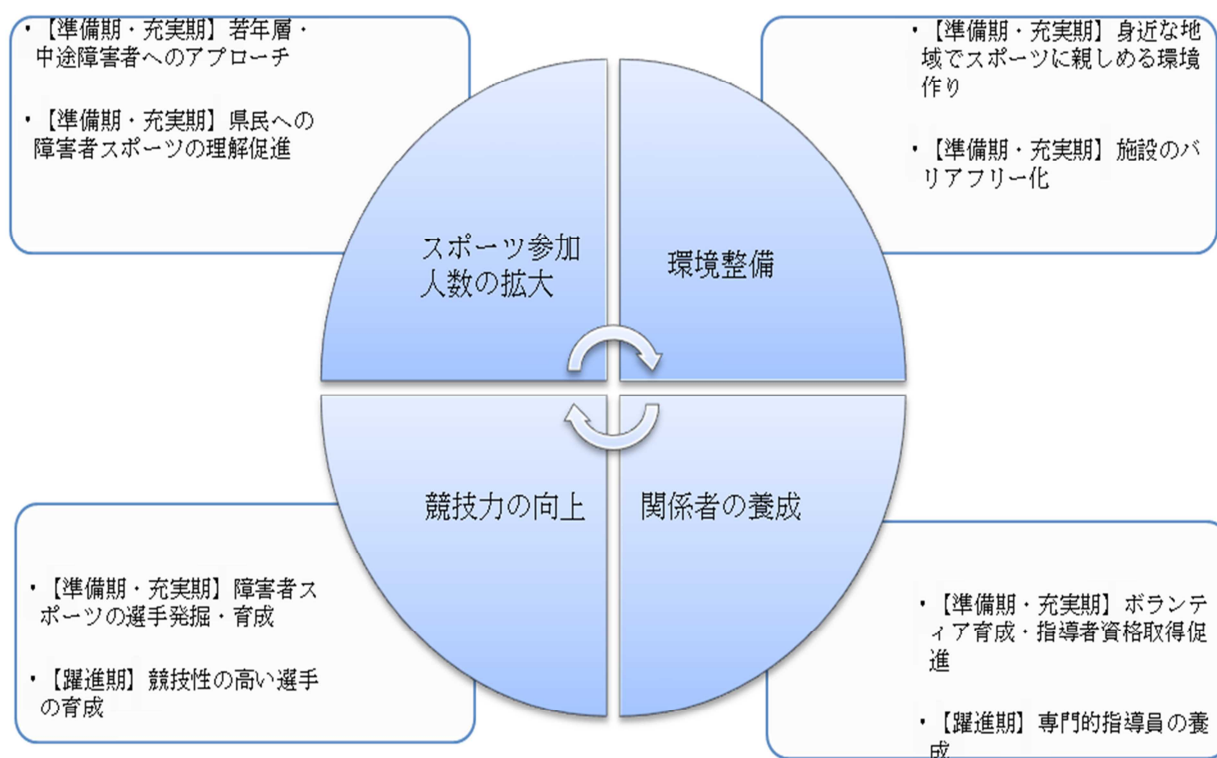 ・【準備期・充実期】若年層・
中途障害者へのアプローチ
・【準備期・充実期】県民への
障害者スポーツの理解促進
・【準備期・充実期】身近な地
域でスポーツに親しめる環境
作り
・【準備期・充実期】施設のバ
リアフリー化
スポーツ参加
人数の拡大
環境整備
競技力の向上
関係者の養成
・【準備期・充実期】障害者ス
ポーツの選手発掘・育成
・【躍進期】競技性の高い選手
の育成
・【準備期・充実期】ボランテ
ィア育成・指導者資格取得促
進
・【躍進期】専門的指導員の養
成